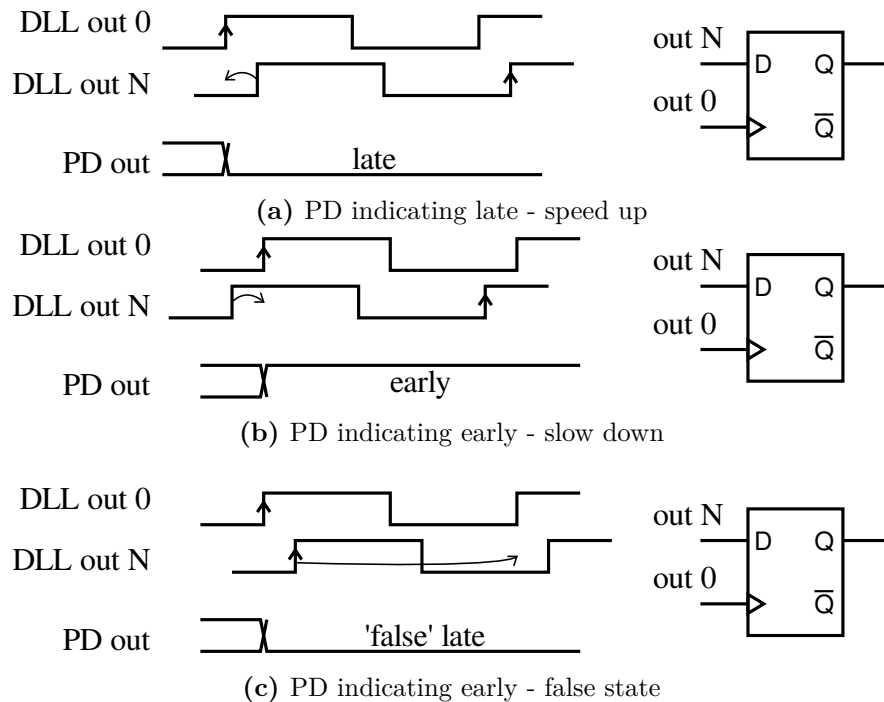 DLL out 0
DLL out N
PD out
late
out N
out 0
D Q
Q
(a) PD indicating late - speed up
DLL out 0
DLL out N
PD out
early
out N
out 0
D Q
Q
(b) PD indicating early - slow down
DLL out 0
DLL out N
PD out
'false' late
out N
out 0
D Q
Q
(c) PD indicating early - false state